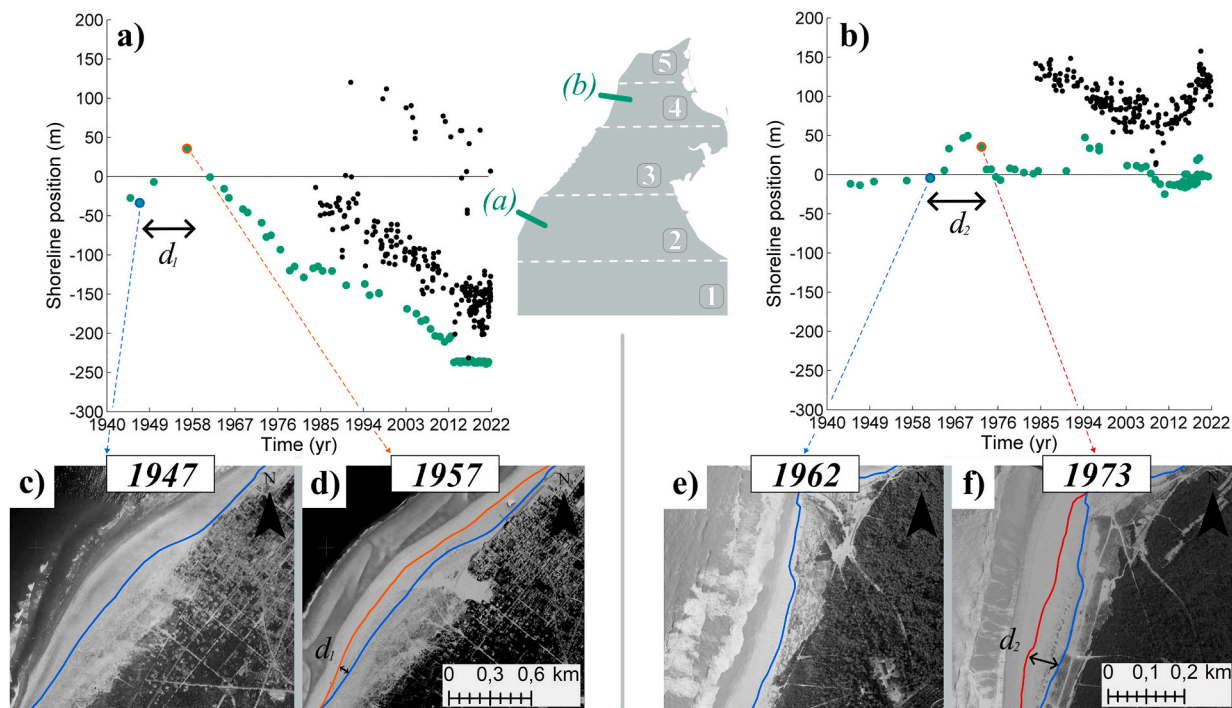 a)
Shoreline position (m)
200
150
100
50
0
-50
-100
-150
-200
-250
-300
d₁
1940 1949 1958 1967 1976 1985 1994 2003 2012 2022
Time (yr)
(b)
(a)
5
4
3
2
1
b)
Shoreline position (m)
200
150
100
50
0
-50
-100
-150
-200
-250
-300
d₂
1940 1949 1958 1967 1976 1985 1994 2003 2012 2022
Time (yr)
c)
1947
N
d)
1957
N
d₁
0 0,3 0,6 km
e)
1962
N
f)
1973
N
d₂
0 0,1 0,2 km